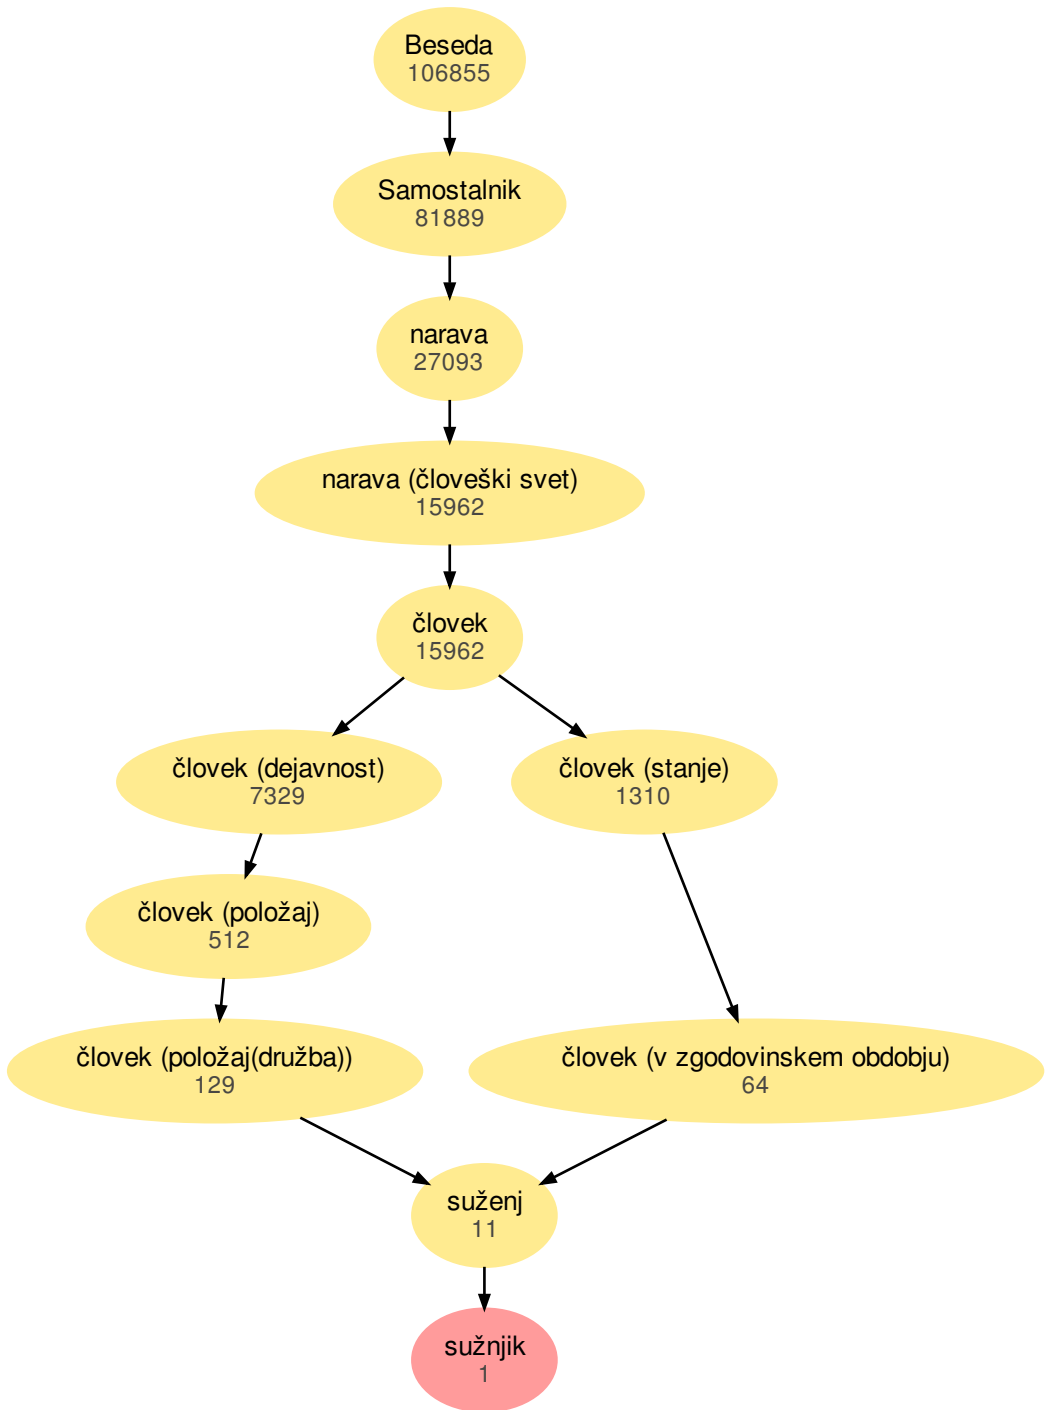 Beseda
106855
Samostalnik
81889
narava
27093
narava (človeški svet)
15962
človek
15962
človek (dejavnost)
7329
človek (stanje)
1310
človek (položaj)
512
človek (položaj(družba))
129
človek (v zgodovinskem obdobju)
64
suženj
11
sužnjik
1